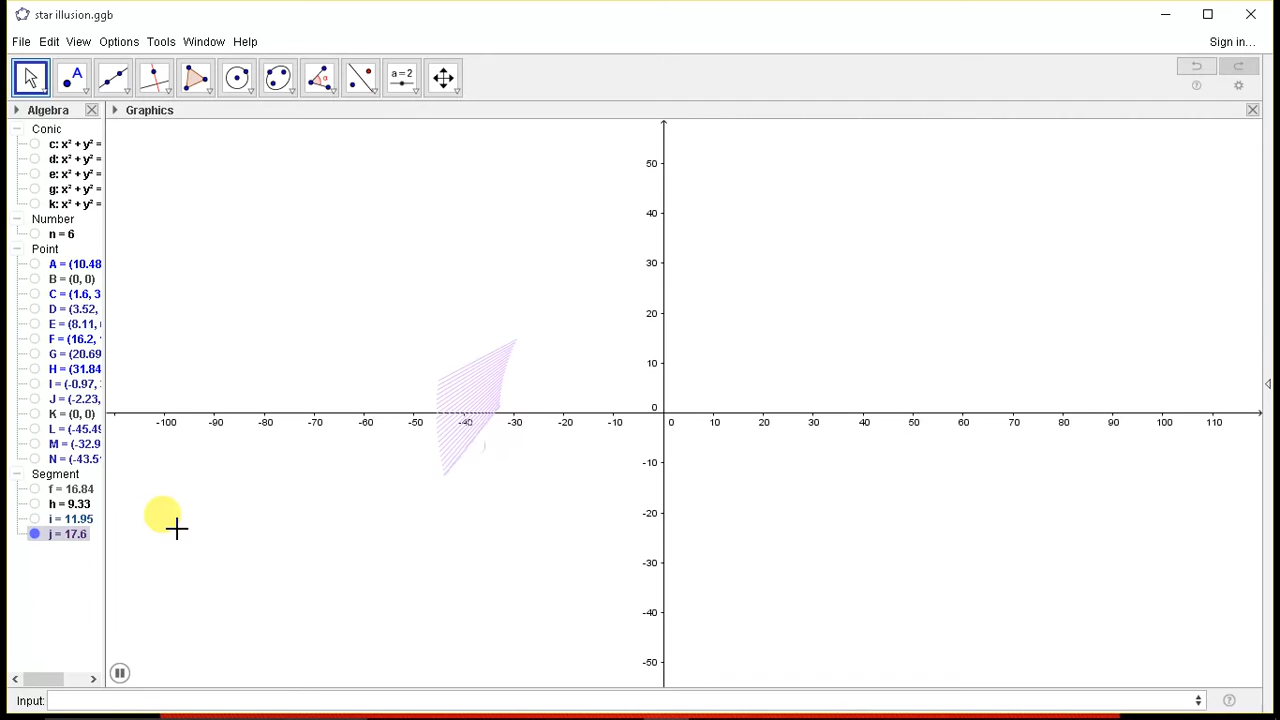 star illusion.ggb
File Edit View Options Tools Window Help
Sign in...
A
α
a=2
Algebra
Graphics
Conic
c: x² + y² =
d: x² + y² =
e: x² + y² =
g: x² + y² =
k: x² + y² =
Number
n = 6
Point
A = (10.48
B = (0, 0)
C = (1.6, 3
D = (3.52,
E = (8.11,
F = (16.2,
G = (20.69
H = (31.84
I = (-0.97,
J = (-2.23,
K = (0, 0)
L = (-45.49
M = (-32.9
N = (-43.5
Segment
f = 16.84
h = 9.33
i = 11.95
j = 17.6
50
40
30
20
10
0
-100 -90 -80 -70 -60 -50 -40 -30 -20 -10 0 10 20 30 40 50 60 70 80 90 100 110
-10
-20
-30
-40
-50
Input: